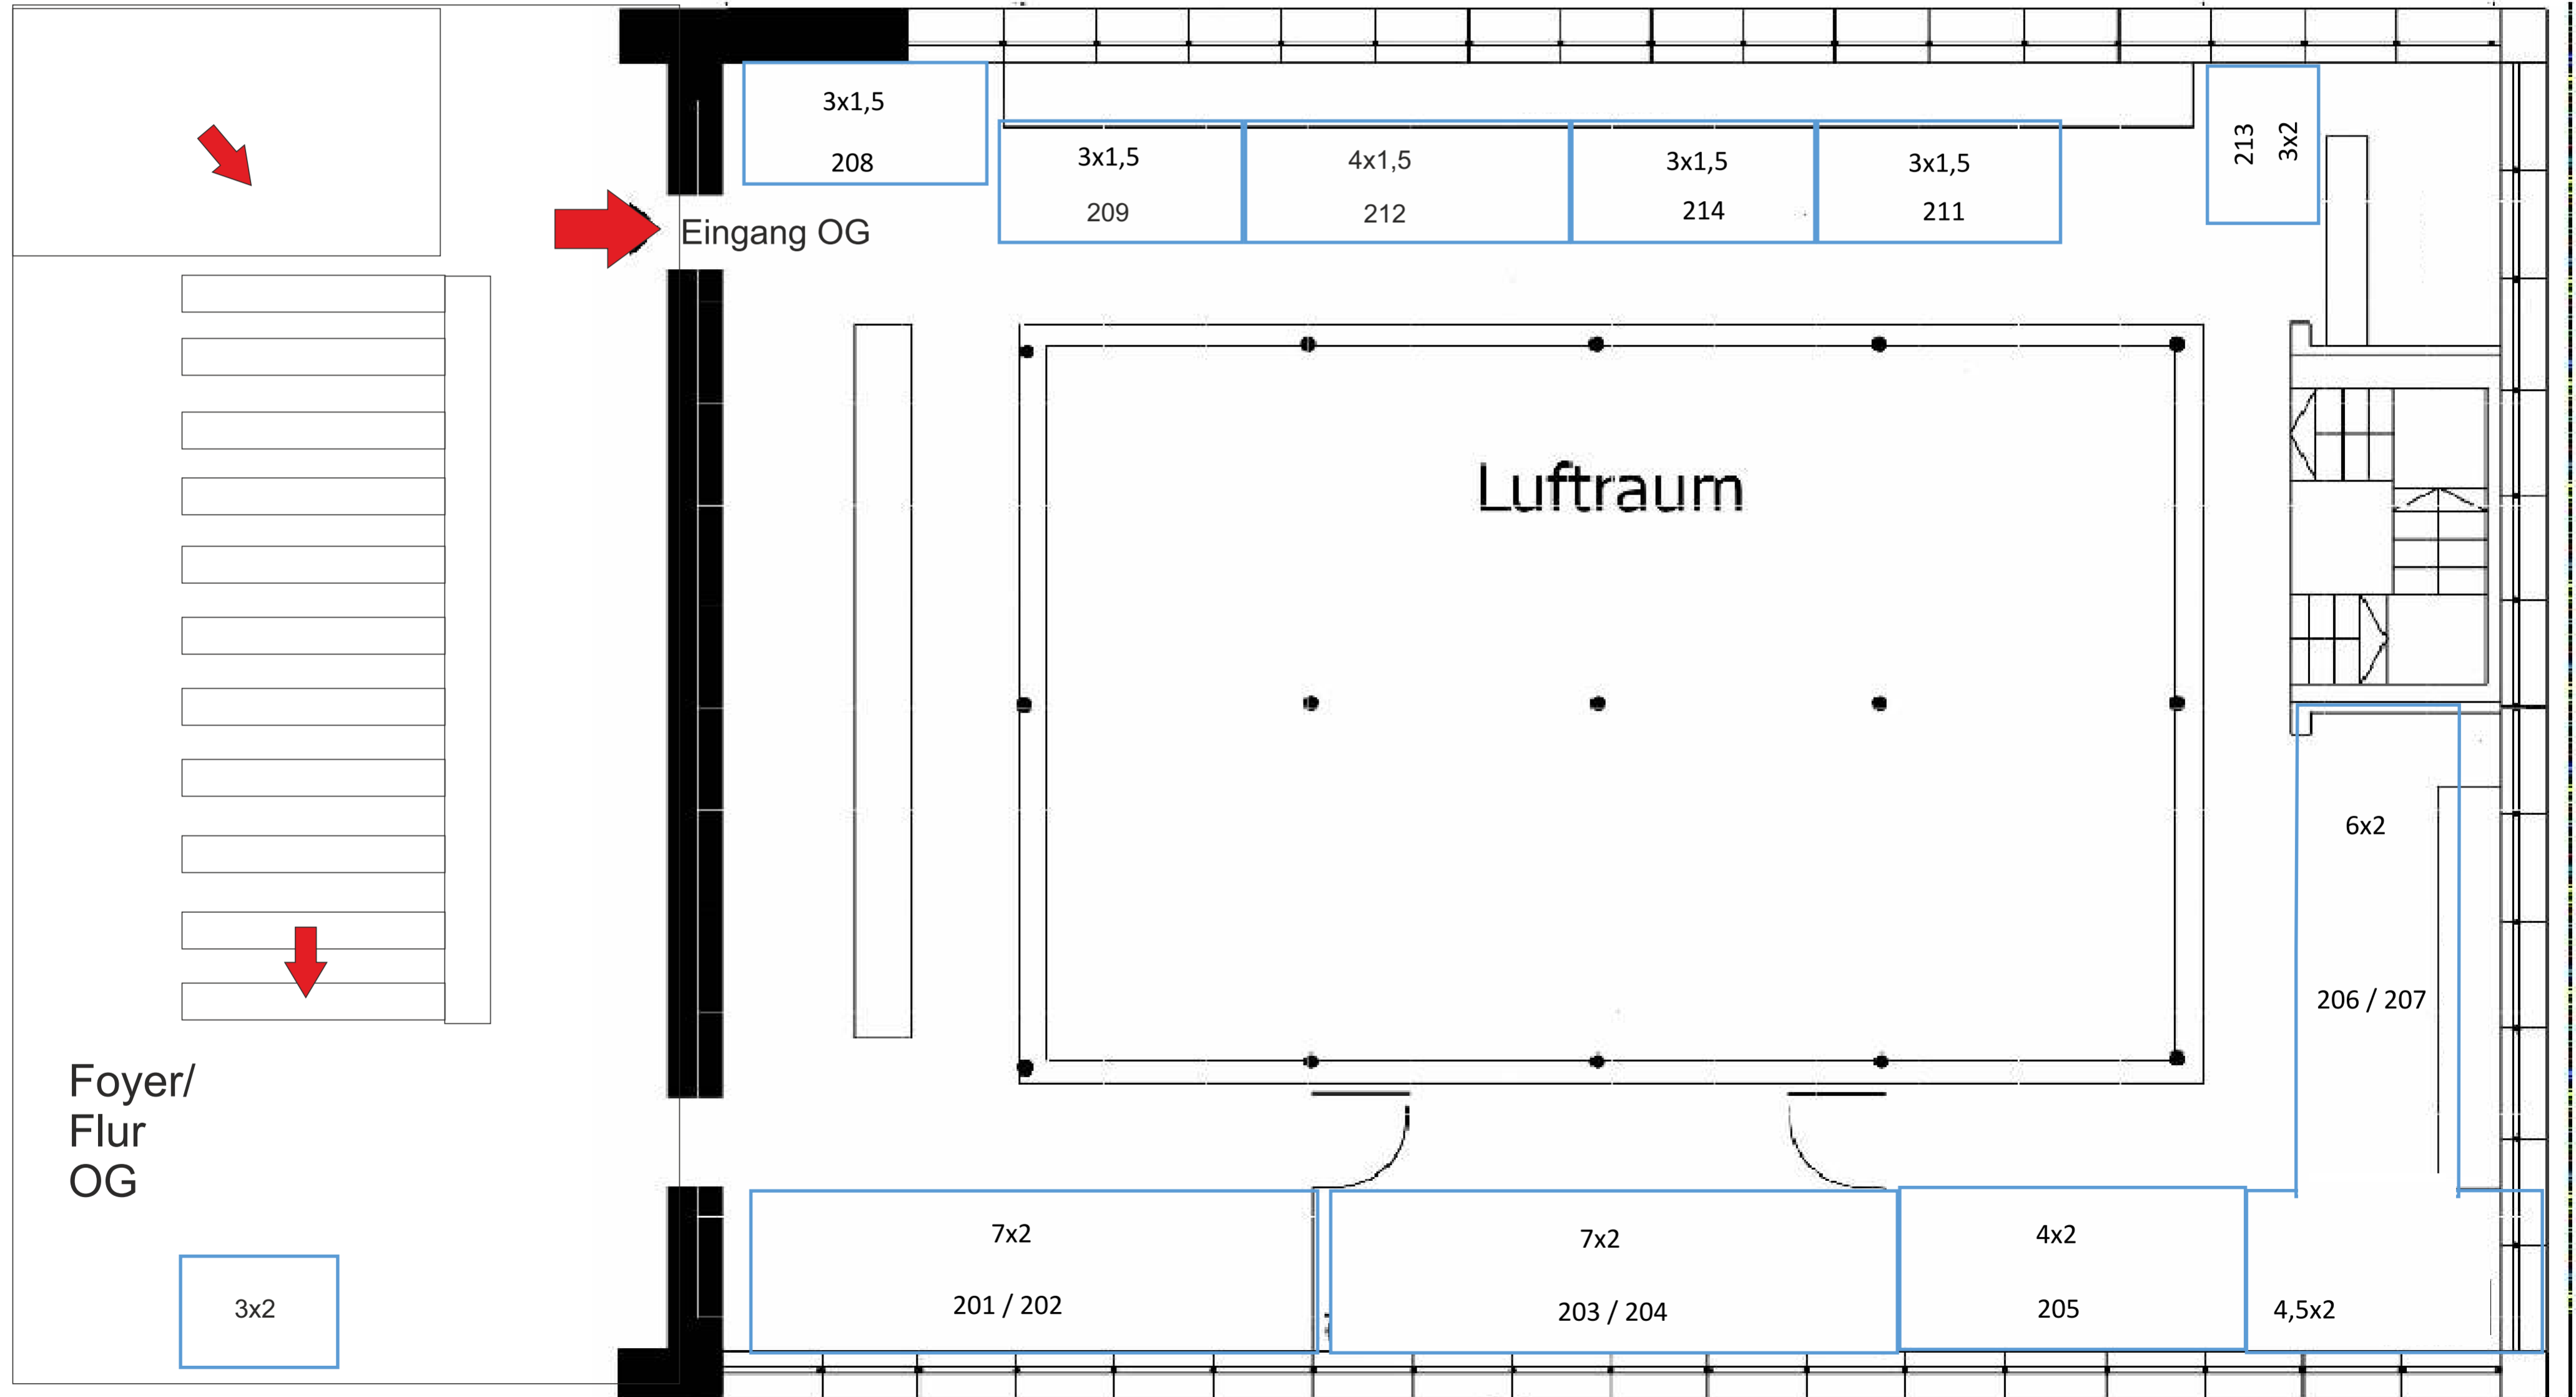 3x1,5
208
3x1,5
209
4x1,5
212
3x1,5
214
3x1,5
211
213
3x2
Eingang OG
Luftraum
6x2
206 / 207
Foyer/
Flur
OG
3x2
7x2
201 / 202
7x2
203 / 204
4x2
205
4,5x2